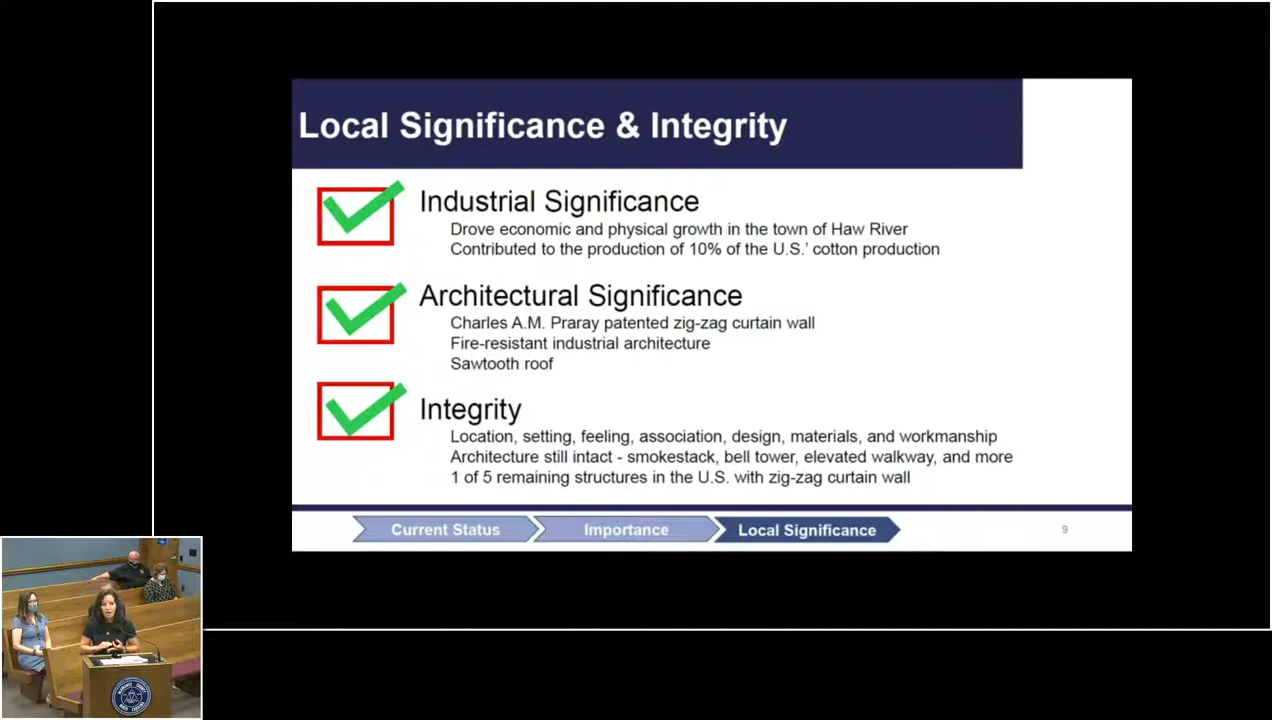 Local Significance & Integrity
Industrial Significance
Drove economic and physical growth in the town of Haw River
Contributed to the production of 10% of the U.S.' cotton production
Architectural Significance
Charles A.M. Praray patented zig-zag curtain wall
Fire-resistant industrial architecture
Sawtooth roof
Integrity
Location, setting, feeling, association, design, materials, and workmanship
Architecture still intact - smokestack, bell tower, elevated walkway, and more
1 of 5 remaining structures in the U.S. with zig-zag curtain wall
Current Status
Importance
Local Significance
9